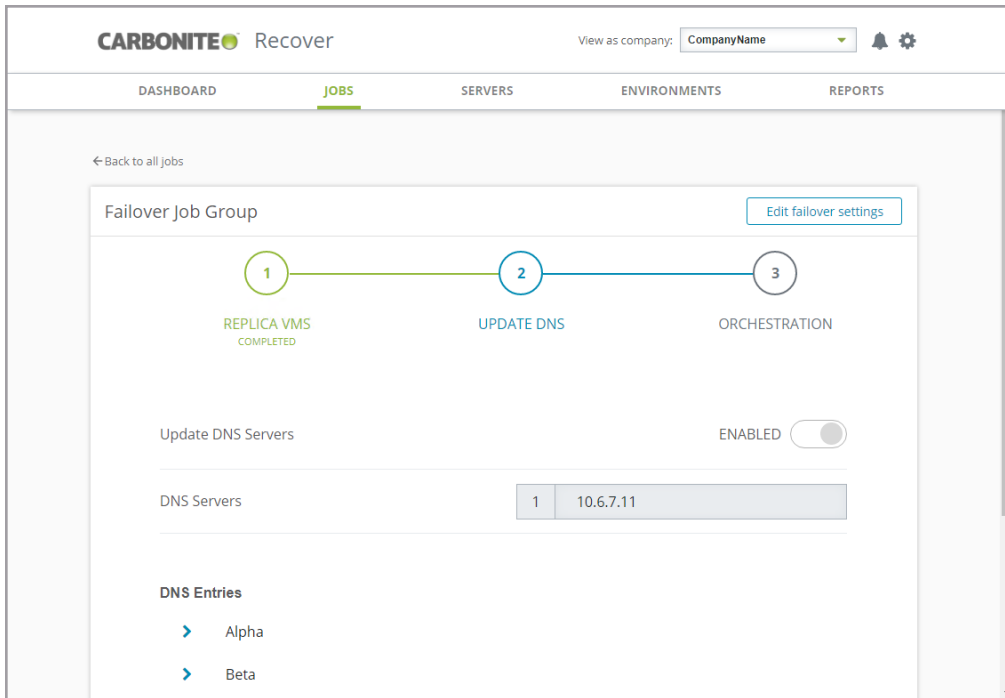 CARBONITE Recover
View as company: CompanyName
DASHBOARD JOBS SERVERS ENVIRONMENTS REPORTS
Back to all jobs
Failover Job Group
Edit failover settings
1 2 3
REPLICA VMS UPDATE DNS ORCHESTRATION
COMPLETED
Update DNS Servers ENABLED
DNS Servers 1 10.6.7.11
DNS Entries
Alpha
Beta